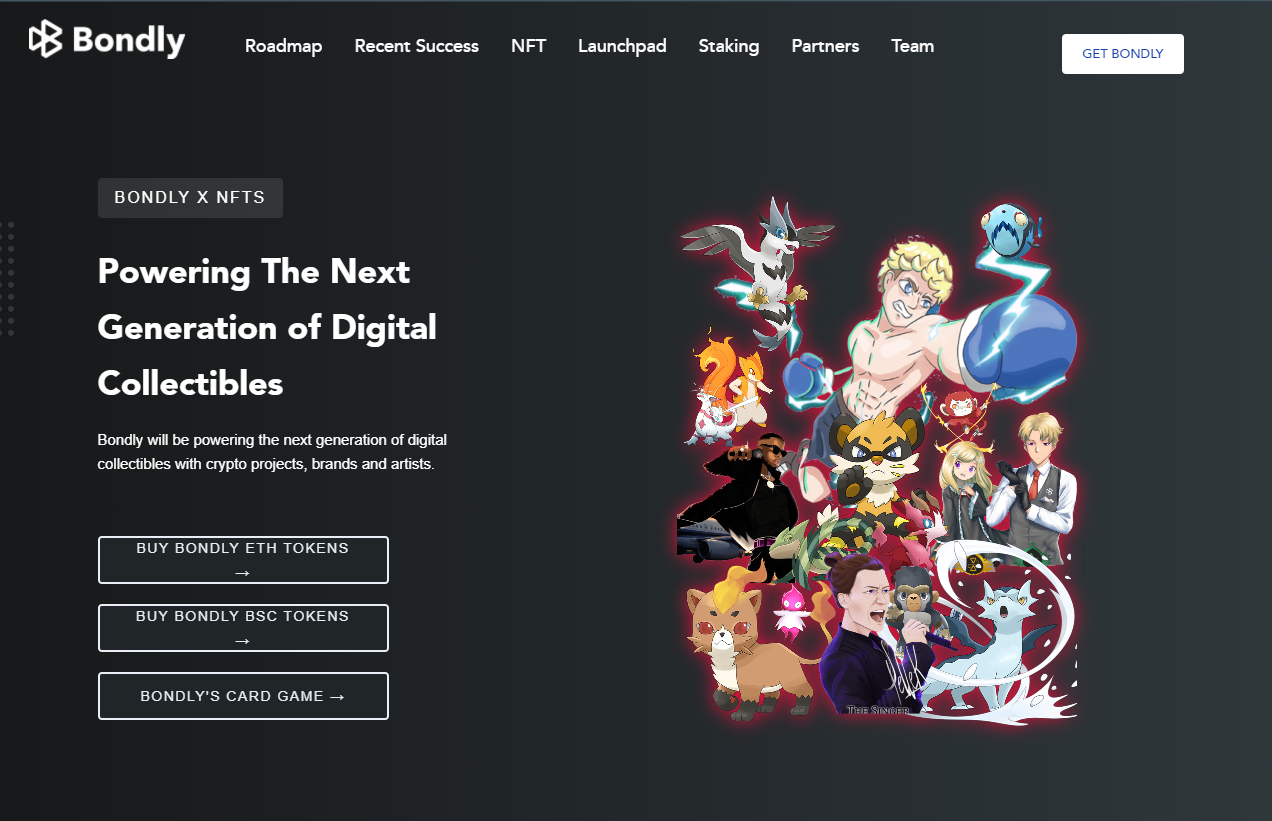 Bondly
Roadmap
Recent Success
NFT
Launchpad
Staking
Partners
Team
GET BONDLY
BONDLY X NFTS
Powering The Next
Generation of Digital
Collectibles
Bondly will be powering the next generation of digital
collectibles with crypto projects, brands and artists.
BUY BONDLY ETH TOKENS
→
BUY BONDLY BSC TOKENS
→
BONDLY'S CARD GAME →
THE SINGER